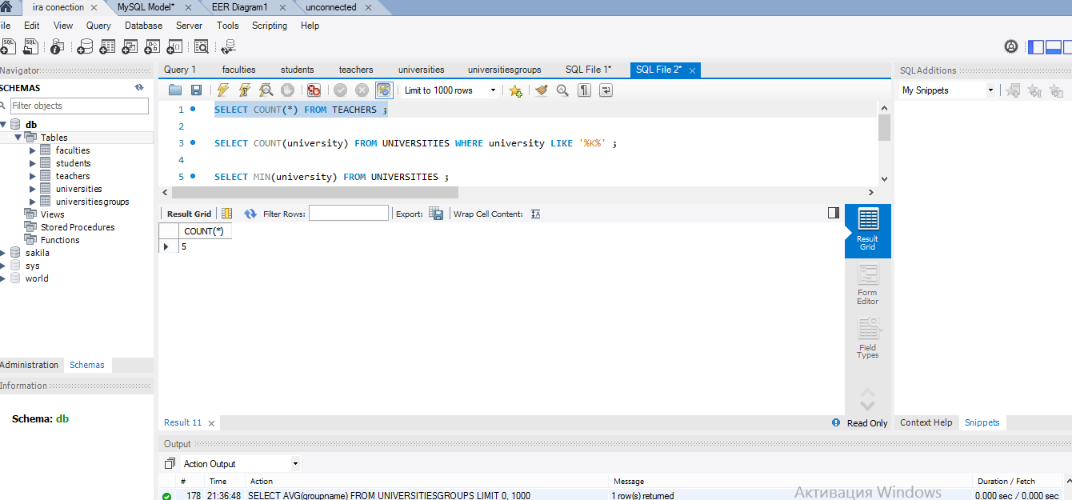 ira conection × MySQL Model* × EER Diagram1 × unconnected ×
ile Edit View Query Database Server Tools Scripting Help
Navigator
SCHEMAS
Filter objects
db
Tables
faculties
students
teachers
universities
universitiesgroups
Views
Stored Procedures
Functions
sakila
sys
world
Administration Schemas
Information
Schema: db
Query 1 faculties students teachers universities universitiesgroups SQL File 1* SQL File 2* ×
Limit to 1000 rows
1 SELECT COUNT(*) FROM TEACHERS ;
2
3 SELECT COUNT(university) FROM UNIVERSITIES WHERE university LIKE '%K%' ;
4
5 SELECT MIN(university) FROM UNIVERSITIES ;
Result Grid Filter Rows: Export: Wrap Cell Content:
COUNT(*)
5
Result
Grid
Form
Editor
Field
Types
Result 11 × Read Only
SQLAdditions
My Snippets
Context Help Snippets
Output
Action Output
# Time Action Message Duration / Fetch
178 21:36:48 SELECT AVG(groupname) FROM UNIVERSITIESGROUPS LIMIT 0, 1000 1 row(s) returned 0.000 sec / 0.000 sec
Активация Windows